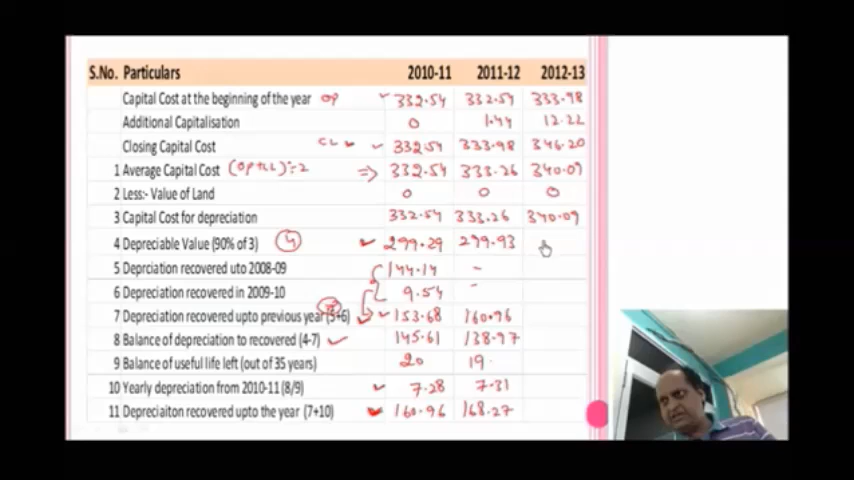 S.No. Particulars 2010-11 2011-12 2012-13
Capital Cost at the beginning of the year OP 332.54 332.54 333.98
Additional Capitalisation 0 1.44 12.22
Closing Capital Cost CL 332.54 333.98 346.20
1 Average Capital Cost (OP+CL)÷2 => 332.54 333.26 340.09
2 Less:- Value of Land 0 0 0
3 Capital Cost for depreciation 332.54 333.26 340.09
4 Depreciable Value (90% of 3) 4 299.29 299.93
5 Deprciation recovered uto 2008-09 144.14 -
6 Depreciation recovered in 2009-10 9.54 -
7 Depreciation recovered upto previous year (5+6) 153.68 160.96
8 Balance of depreciation to recovered (4-7) 145.61 138.97
9 Balance of useful life left (out of 35 years) 20 19
10 Yearly depreciation from 2010-11 (8/9) 7.28 7.31
11 Depreciaiton recovered upto the year (7+10) 160.96 168.27